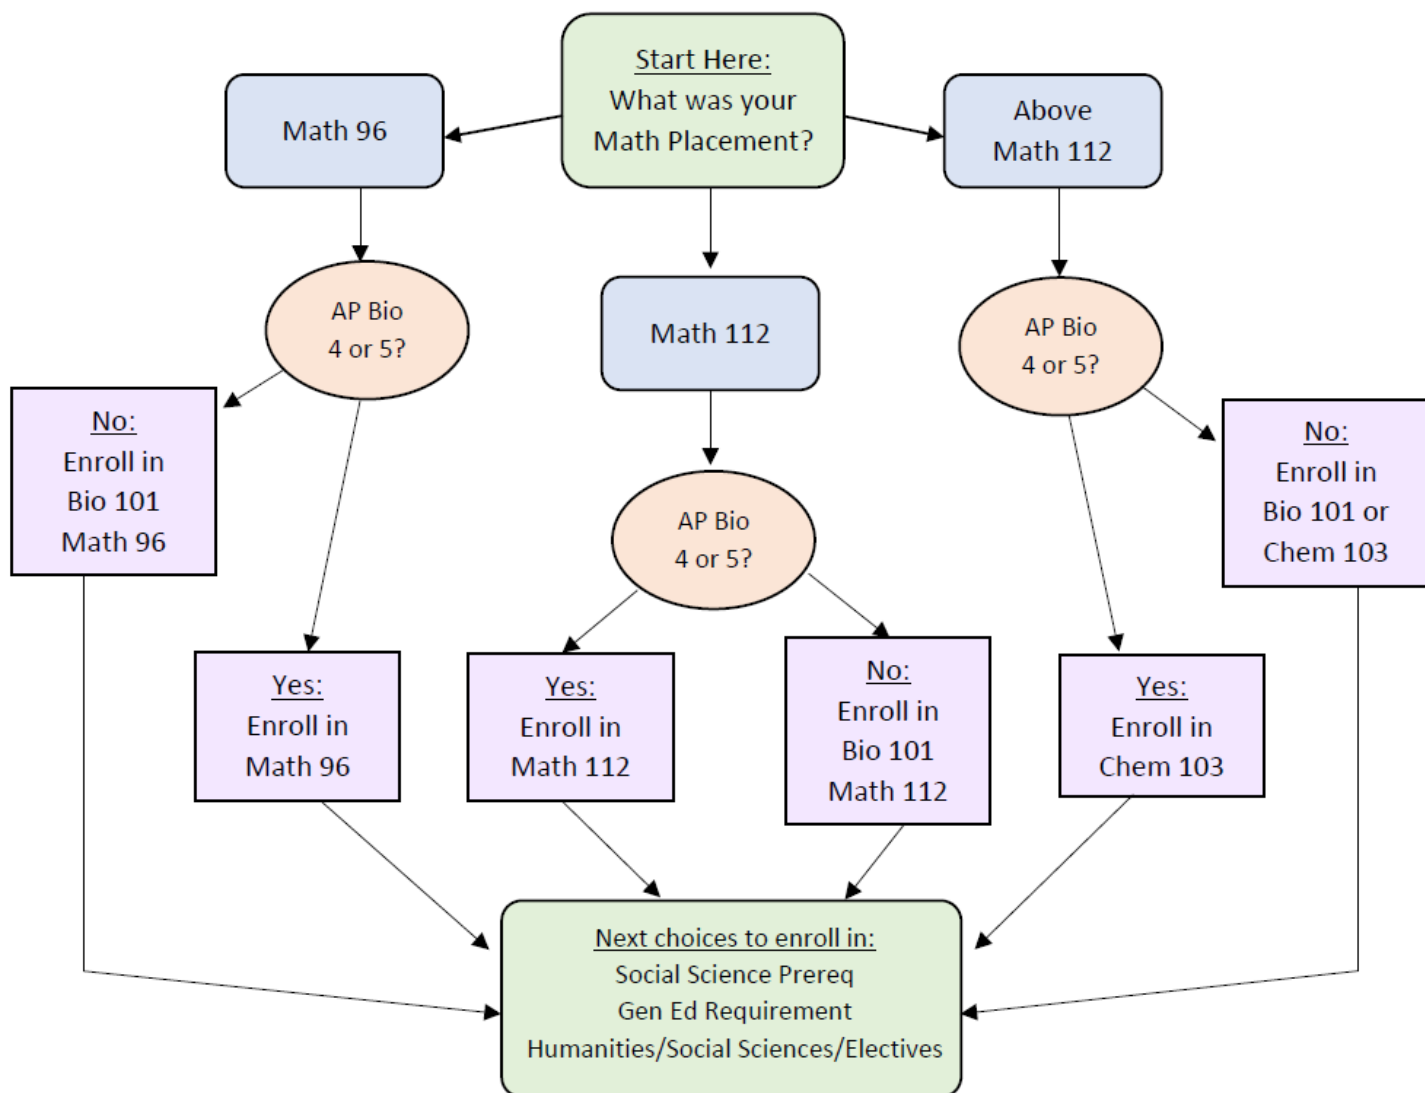 Start Here:
What was your
Math Placement?
Math 96
Above
Math 112
AP Bio
4 or 5?
Math 112
AP Bio
4 or 5?
No:
Enroll in
Bio 101
Math 96
No:
Enroll in
Bio 101 or
Chem 103
AP Bio
4 or 5?
Yes:
Enroll in
Math 96
Yes:
Enroll in
Math 112
No:
Enroll in
Bio 101
Math 112
Yes:
Enroll in
Chem 103
Next choices to enroll in:
Social Science Prereq
Gen Ed Requirement
Humanities/Social Sciences/Electives